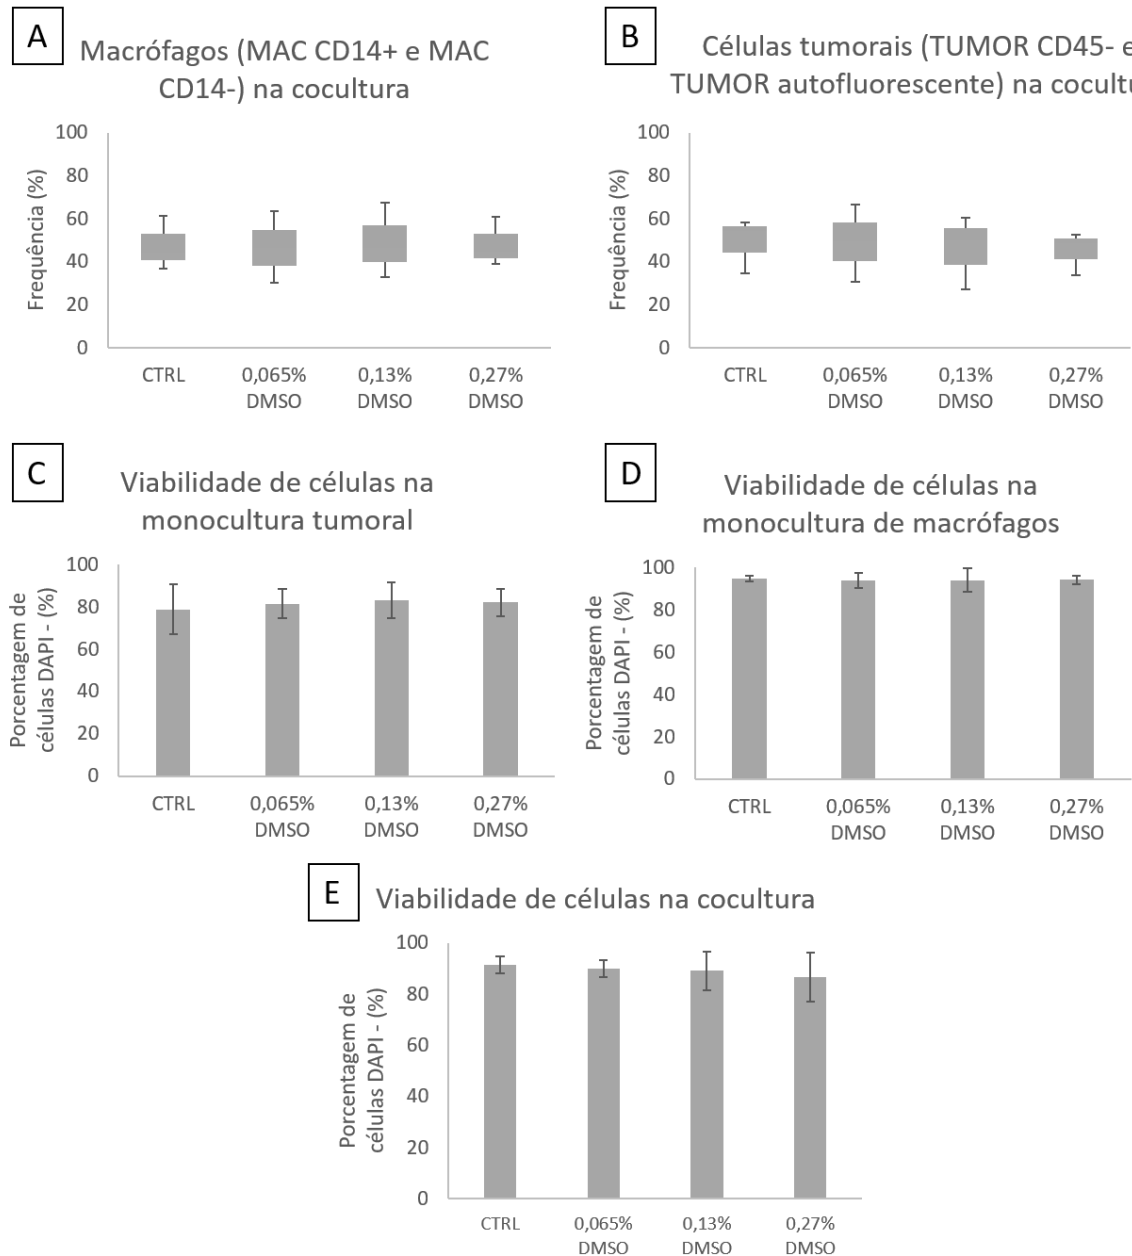 A
Macrófagos (MAC CD14+ e MAC
CD14-) na cocultura
Frequência (%)
100
80
60
40
20
0
CTRL
0,065%
DMSO
0,13%
DMSO
0,27%
DMSO
B
Células tumorais (TUMOR CD45- e
TUMOR autofluorescente) na cocultu
Frequência (%)
100
80
60
40
20
0
CTRL
0,065%
DMSO
0,13%
DMSO
0,27%
DMSO
C
Viabilidade de células na
monocultura tumoral
Porcentagem de
células DAPI - (%)
100
80
60
40
20
0
CTRL
0,065%
DMSO
0,13%
DMSO
0,27%
DMSO
D
Viabilidade de células na
monocultura de macrófagos
Porcentagem de
células DAPI - (%)
100
80
60
40
20
0
CTRL
0,065%
DMSO
0,13%
DMSO
0,27%
DMSO
E
Viabilidade de células na cocultura
Porcentagem de
células DAPI - (%)
100
80
60
40
20
0
CTRL
0,065%
DMSO
0,13%
DMSO
0,27%
DMSO